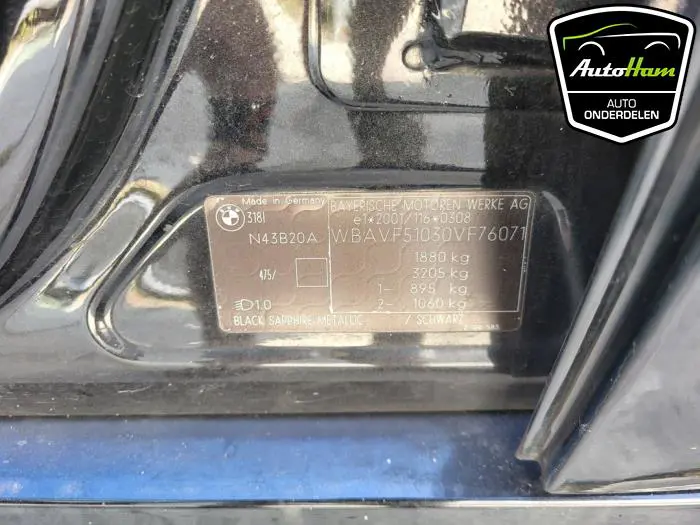 AutoHam
AUTO
ONDERDELEN
Made in Germany
BMW
318I
N43B20A
475/
1.0
BLACK SAPPHIRE METALLIC
BAYERISCHE MOTOREN WERKE AG
e1*2001/116*0308
WBAVF51030VF76071
1880 kg
3205 kg
1- 895 kg
2- 1060 kg
/ SCHWARZ